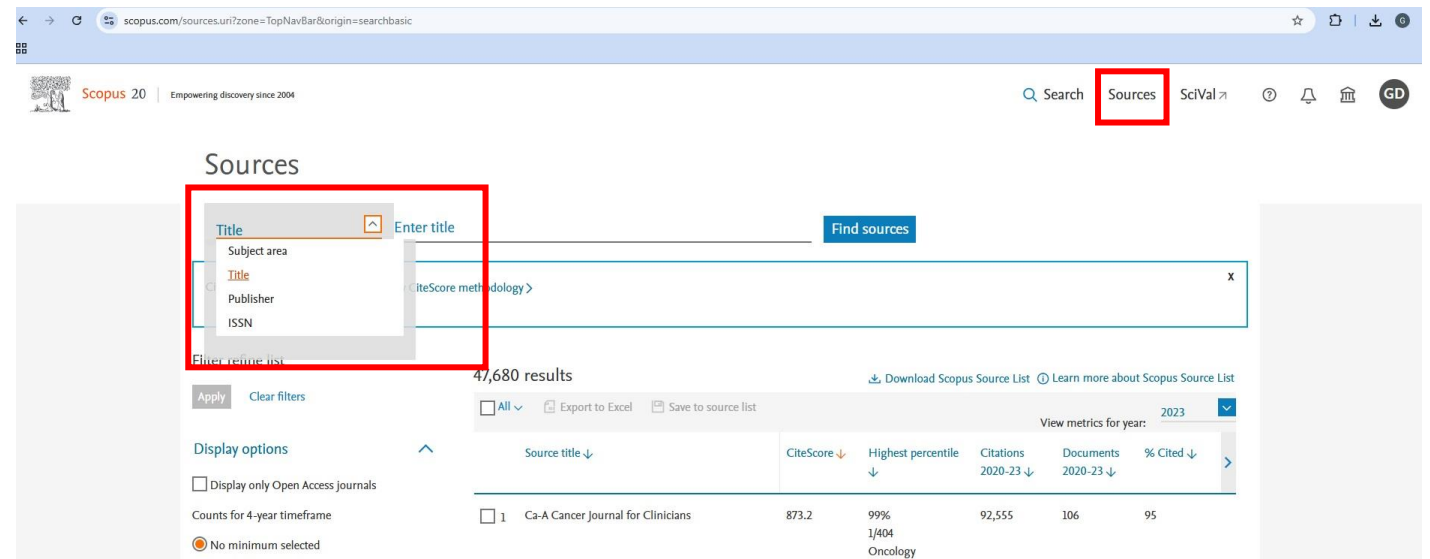 scopus.com/sources.uri?zone=TopNavBar&origin=searchbasic
G
Scopus 20 | Empowering discovery since 2004
Search Sources SciVal GD
Sources
Title Enter title Find sources
Subject area
Title
CiteScore methodology > x
Publisher
ISSN
Filter refine list
47,680 results Download Scopus Source List Learn more about Scopus Source List
Apply Clear filters
All Export to Excel Save to source list
View metrics for year: 2023
Display options
Source title CiteScore Highest percentile Citations 2020-23 Documents 2020-23 % Cited
Display only Open Access journals
Counts for 4-year timeframe
1 Ca-A Cancer Journal for Clinicians 873.2 99% 92,555 106 95
1/404
No minimum selected
Oncology